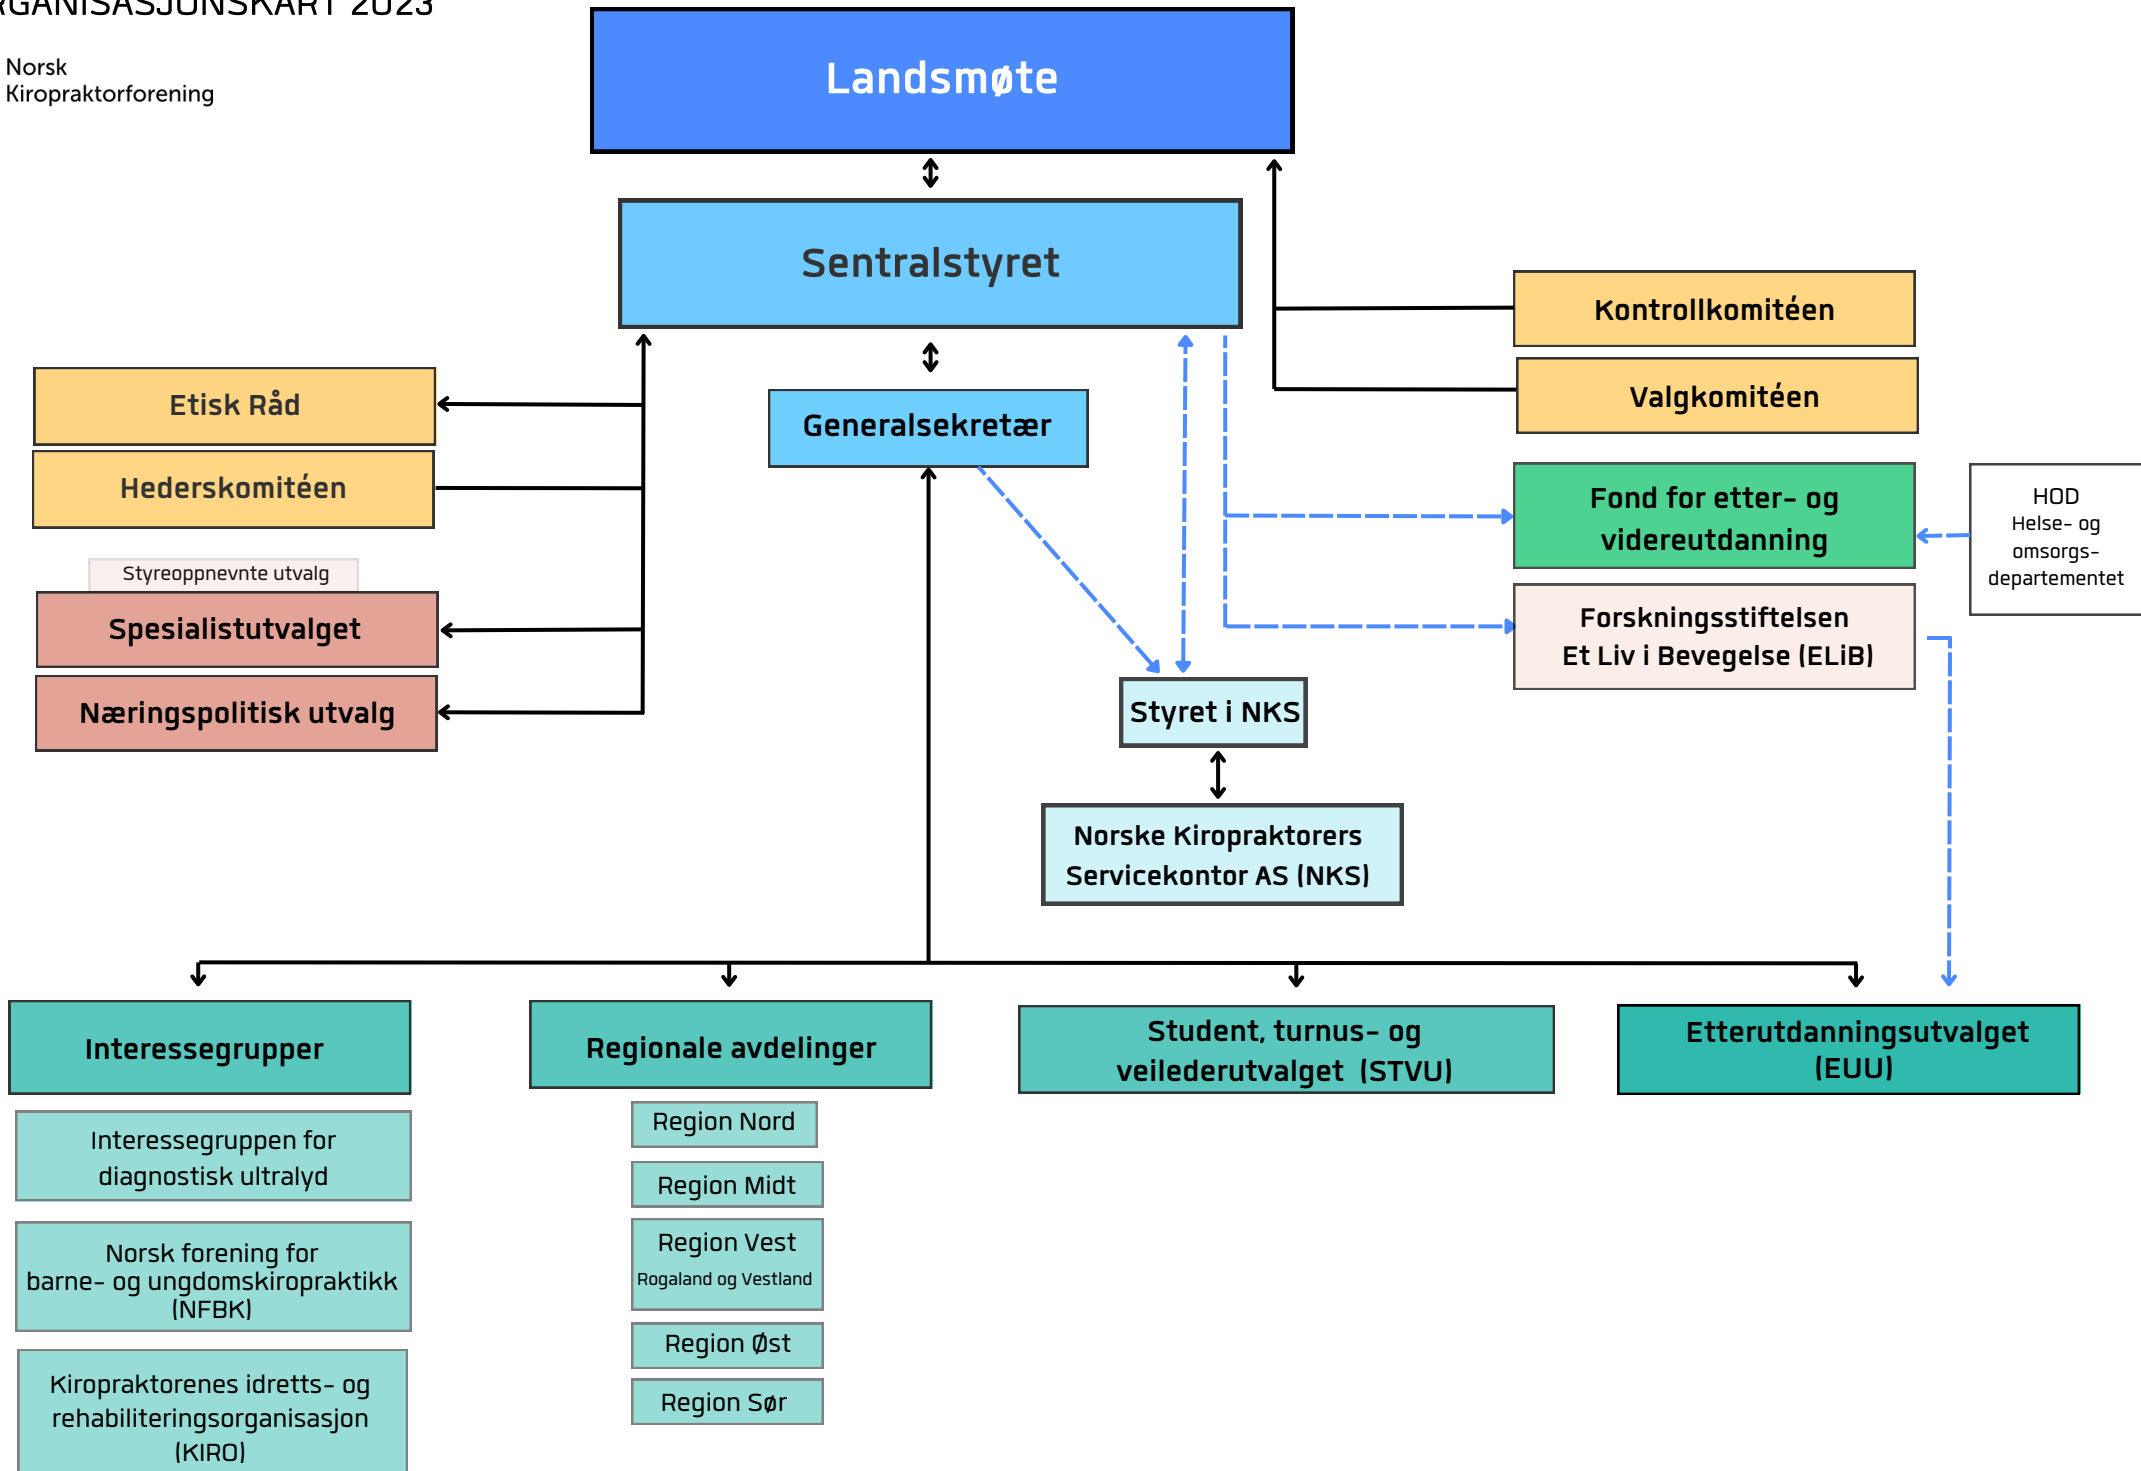 RGANISASJONSKART 2023
Norsk
Kiropraktorforening
Landsmøte
Sentralstyret
Kontrollkomitéen
Valgkomitéen
Etisk Råd
Hederskomitéen
Generalsekretær
Styreoppnevnte utvalg
Spesialistutvalget
Næringspolitisk utvalg
Fond for etter- og
videreutdanning
HOD
Helse- og
omsorgs-
departementet
Forskningsstiftelsen
Et Liv i Bevegelse (ELiB)
Styret i NKS
Norske Kiropraktorers
Servicekontor AS (NKS)
Interessegrupper
Interessegruppen for
diagnostisk ultralyd
Norsk forening for
barne- og ungdomskiropraktikk
(NFBK)
Kiropraktorenes idretts- og
rehabiliteringsorganisasjon
(KIRO)
Regionale avdelinger
Region Nord
Region Midt
Region Vest
Rogaland og Vestland
Region Øst
Region Sør
Student, turnus- og
veilederutvalget (STVU)
Etterutdanningsutvalget
(EUU)